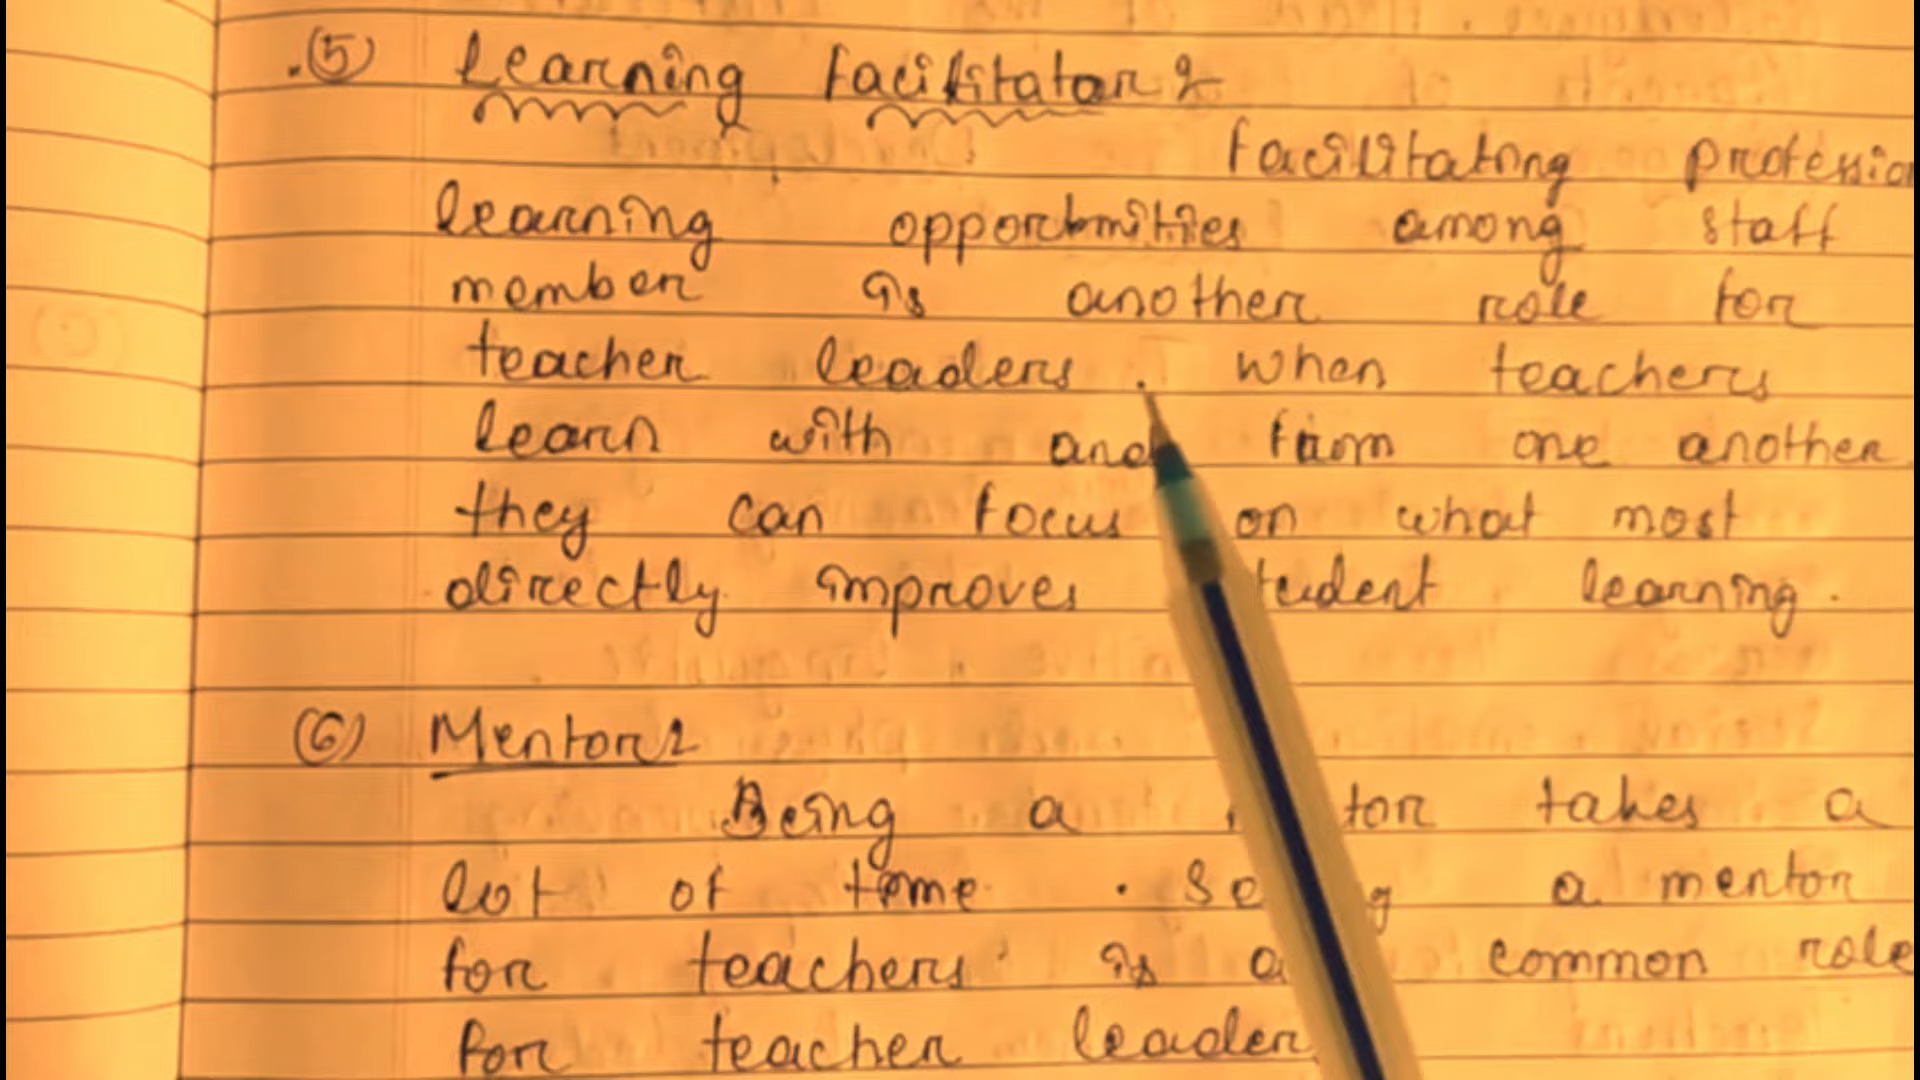 (5) Learning Facilitator :-
Facilitating Profession
learning opportunities among staff
member is another role for
teacher leaders . when teachers
learn with and from one another
they can focus on what most
directly improves student learning .
(6) Mentor :-
Being a tor takes a
lot of time . a mentor
for teachers is a common role
for teacher leader